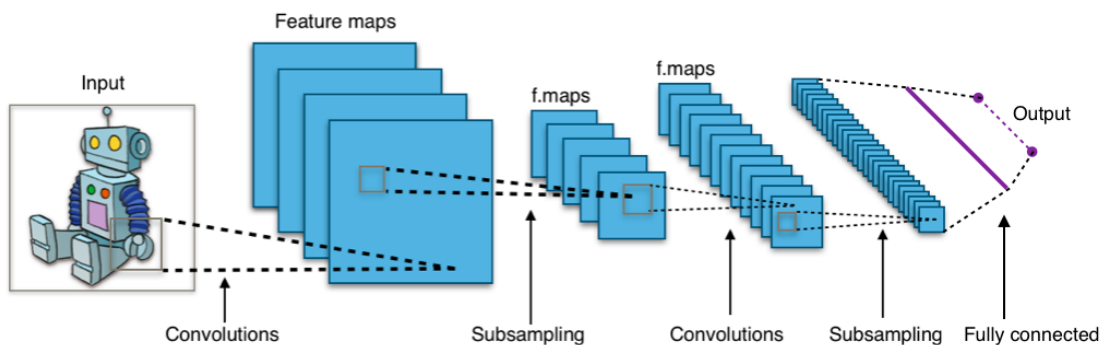 Feature maps
Input
f.maps
f.maps
Output
Convolutions
Subsampling
Convolutions
Subsampling
Fully connected